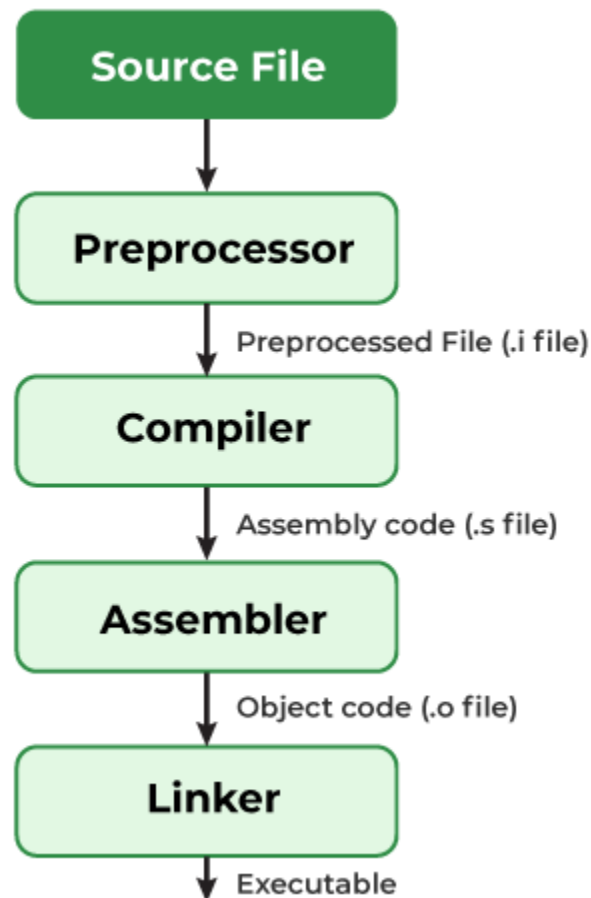 Source File
Preprocessor
Preprocessed File (.i file)
Compiler
Assembly code (.s file)
Assembler
Object code (.o file)
Linker
Executable